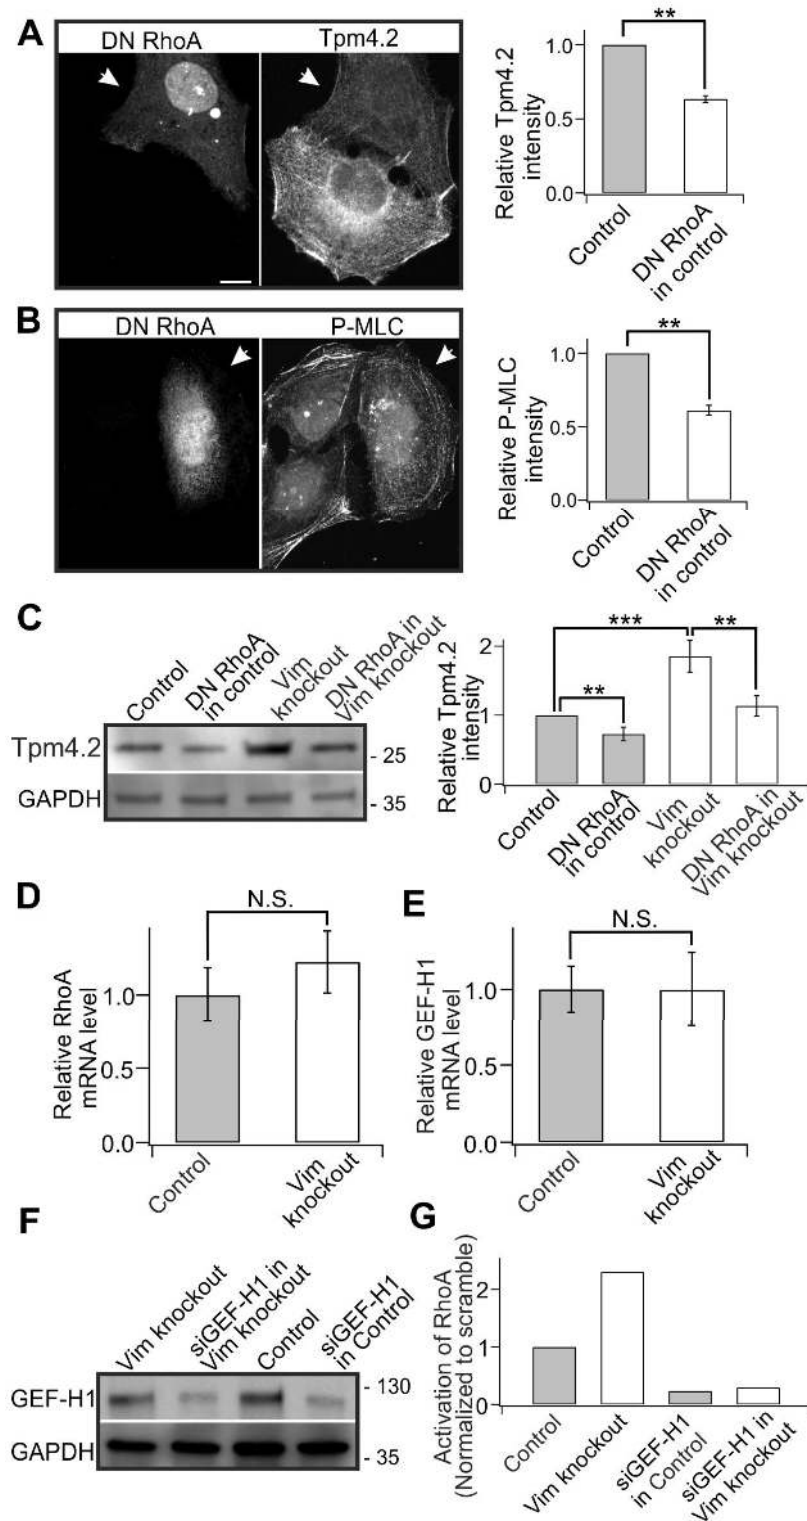 A
DN RhoA
Tpm4.2
Relative Tpm4.2
intensity
1.0
0.5
0.0
**
Control
DN RhoA
in control
B
DN RhoA
P-MLC
Relative P-MLC
intensity
1.0
0.5
0.0
**
Control
DN RhoA
in control
C
Control
DN RhoA
in control
Vim
knockout
DN RhoA in
Vim knockout
Tpm4.2
- 25
GAPDH
- 35
Relative Tpm4.2
intensity
2
1
0
***
**
**
Control
DN RhoA
in control
Vim
knockout
DN RhoA in
Vim knockout
D
Relative RhoA
mRNA level
1.0
0.5
0.0
N.S.
Control
Vim
knockout
E
Relative GEF-H1
mRNA level
1.0
0.5
0.0
N.S.
Control
Vim
knockout
F
Vim knockout
siGEF-H1 in
Vim knockout
Control
siGEF-H1
in Control
GEF-H1
- 130
GAPDH
- 35
G
Activation of RhoA
(Normalized to scramble)
2
1
0
Control
Vim knockout
siGEF-H1
in Control
siGEF-H1 in
Vim knockout